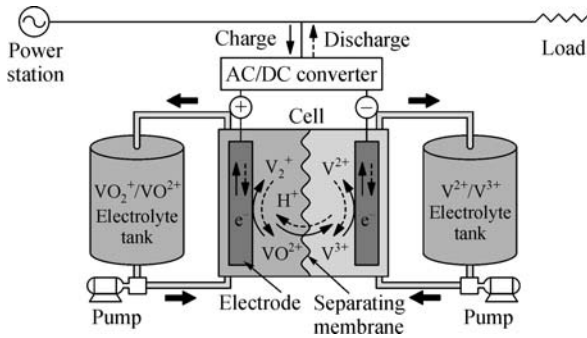 Power
station
Charge
Discharge
Load
AC/DC converter
+
Cell
−
VO₂⁺/VO²⁺
Electrolyte
tank
V₂⁺
V²⁺
H⁺
e⁻
e⁻
VO²⁺
V³⁺
V²⁺/V³⁺
Electrolyte
tank
Pump
Electrode
Separating
membrane
Pump